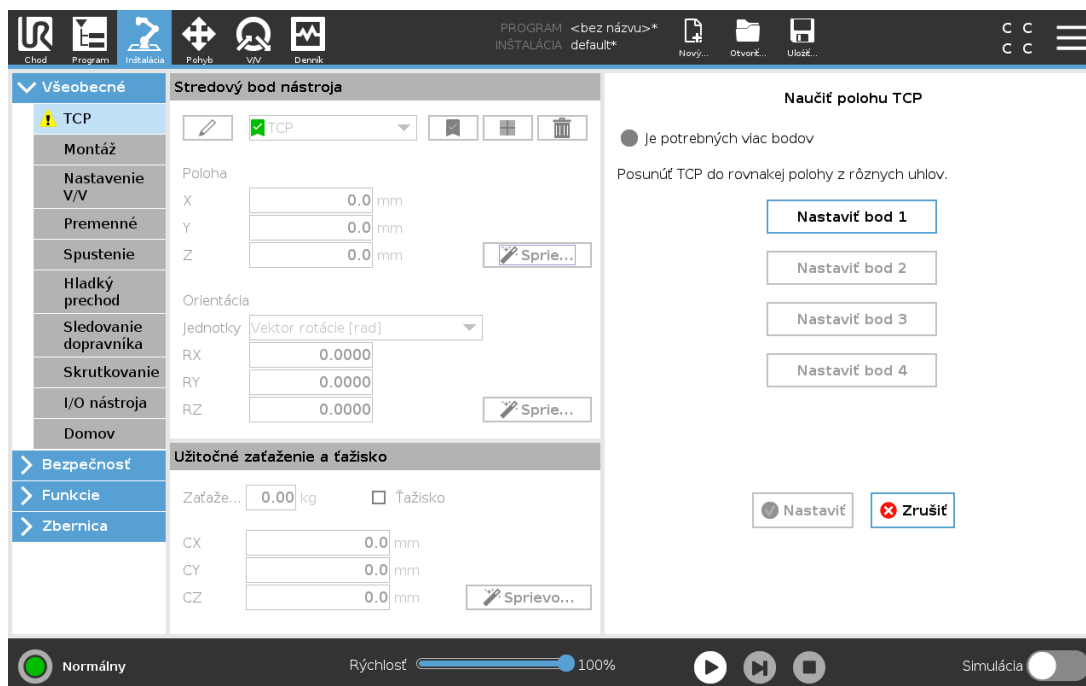 PROGRAM <bez názvu>*
INŠTALÁCIA default*
UR
Chod
Program
Inštalácia
Pohyb
V/V
Denník
Nový...
Otvoriť...
Uložiť...
C C
C C
Všeobecné
TCP
Montáž
Nastavenie
V/V
Premenné
Spustenie
Hladký
prechod
Sledovanie
dopravníka
Skrutkovanie
I/O nástroja
Domov
Bezpečnosť
Funkcie
Zbernica
Stredový bod nástroja
TCP
Poloha
X 0.0 mm
Y 0.0 mm
Z 0.0 mm Sprie...
Orientácia
Jednotky Vektor rotácie [rad]
RX 0.0000
RY 0.0000
RZ 0.0000 Sprie...
Užitočné zaťaženie a ťažisko
Zaťaže... 0.00 kg Ťažisko
CX 0.0 mm
CY 0.0 mm
CZ 0.0 mm Sprievo...
Naučiť polohu TCP
Je potrebných viac bodov
Posunúť TCP do rovnakej polohy z rôznych uhlov.
Nastaviť bod 1
Nastaviť bod 2
Nastaviť bod 3
Nastaviť bod 4
Nastaviť Zrušiť
Normálny
Rýchlosť 100%
Simulácia